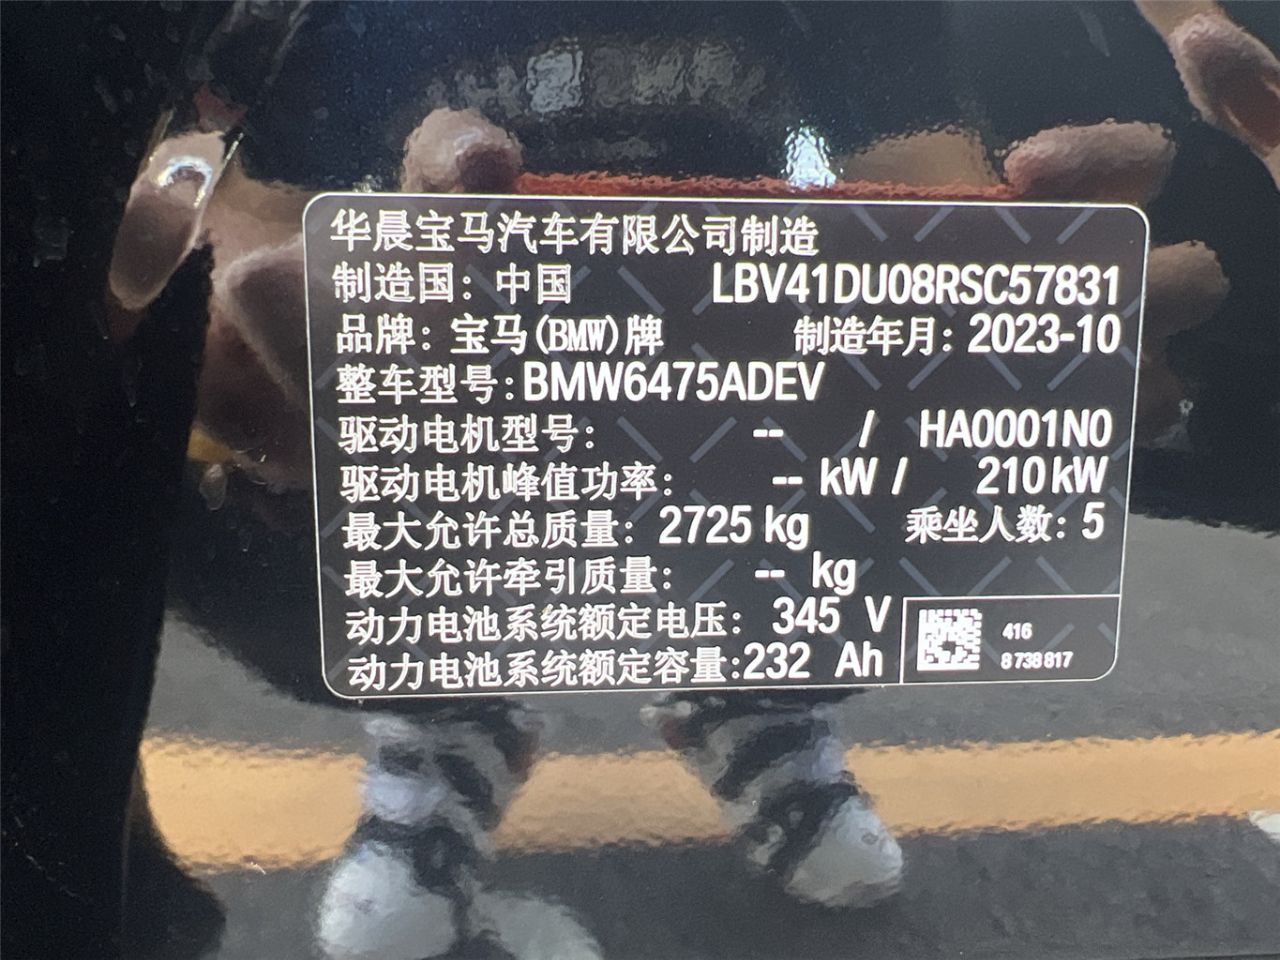 华晨宝马汽车有限公司制造
制造国：中国 LBV41DU08RSC57831
品牌：宝马(BMW)牌 制造年月：2023-10
整车型号：BMW6475ADEV
驱动电机型号： -- / HA0001N0
驱动电机峰值功率： -- kW / 210 kW
最大允许总质量：2725 kg 乘坐人数：5
最大允许牵引质量： -- kg
动力电池系统额定电压： 345 V
动力电池系统额定容量：232 Ah
416
8 738 817